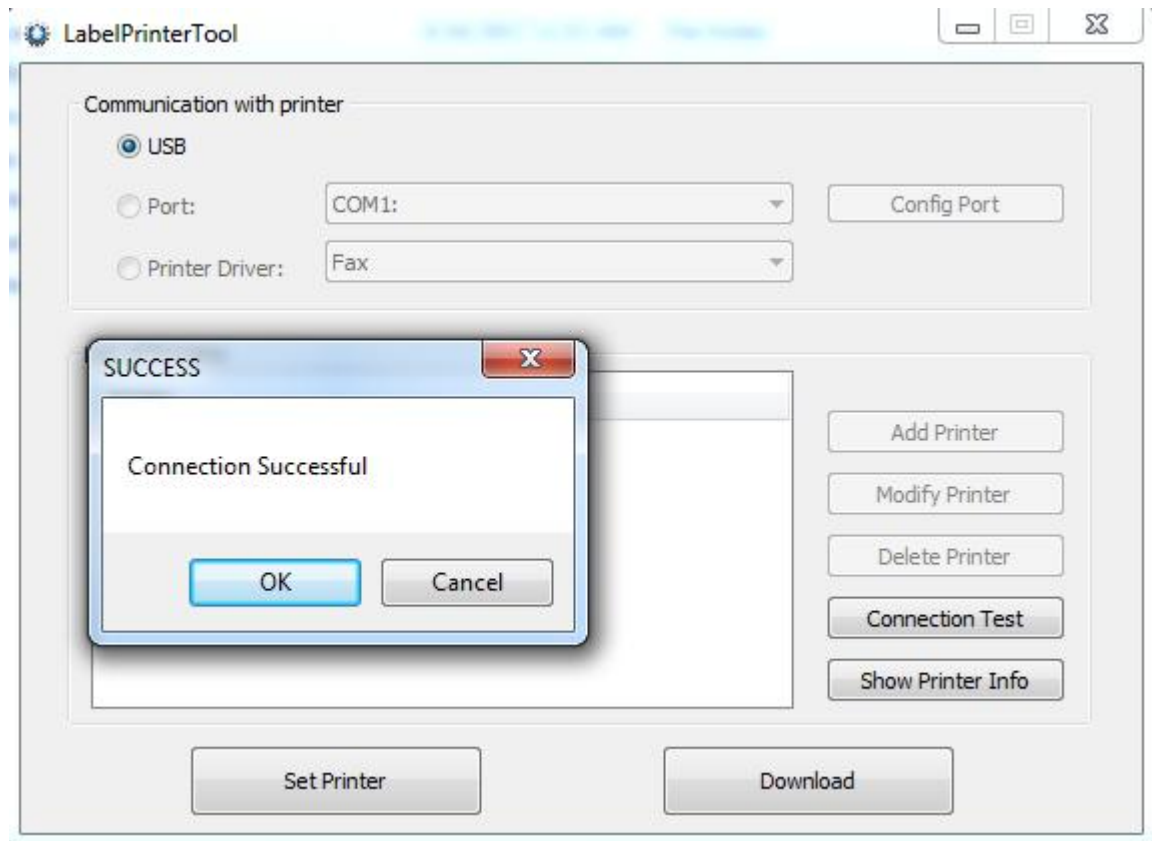 LabelPrinterTool
Communication with printer
USB
Port: COM1: Config Port
Printer Driver: Fax
SUCCESS
Connection Successful
OK Cancel
Add Printer
Modify Printer
Delete Printer
Connection Test
Show Printer Info
Set Printer Download